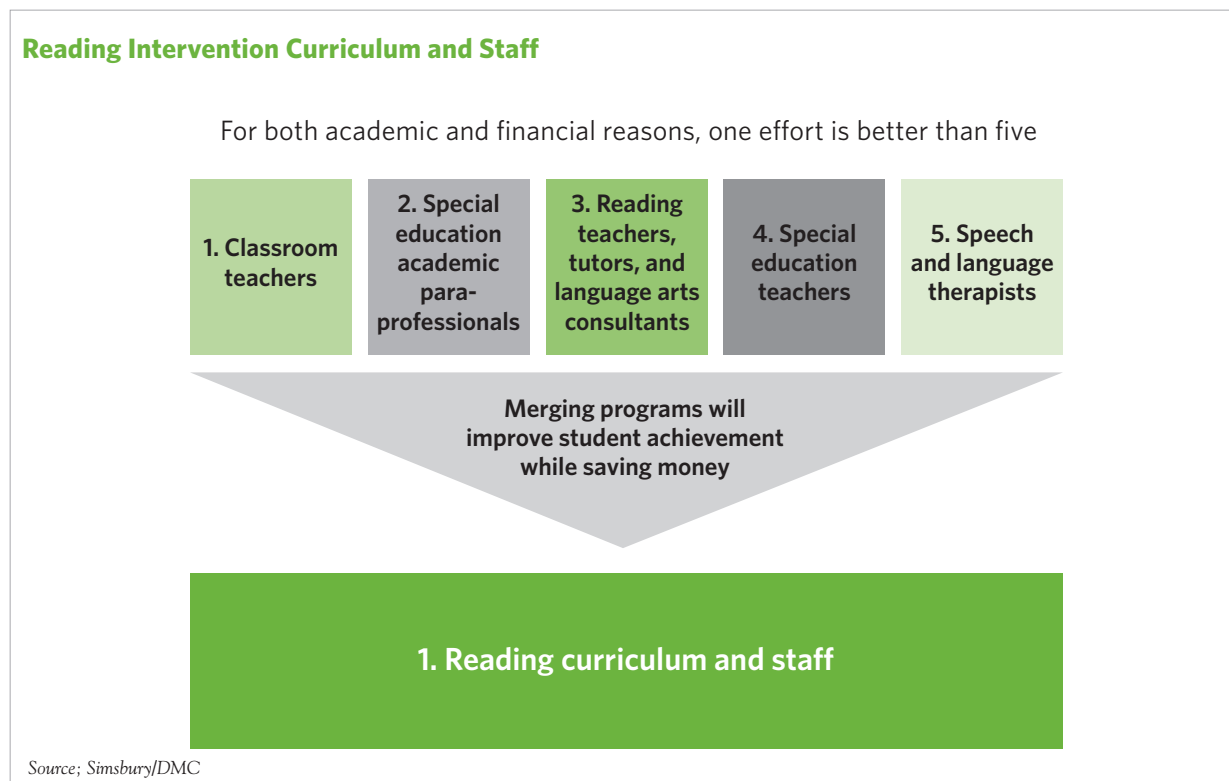 Reading Intervention Curriculum and Staff
For both academic and financial reasons, one effort is better than five
1. Classroom
teachers
2. Special
education
academic
para-
professionals
3. Reading
teachers,
tutors, and
language arts
consultants
4. Special
education
teachers
5. Speech
and language
therapists
Merging programs will
improve student achievement
while saving money
1. Reading curriculum and staff
Source; Simsbury/DMC